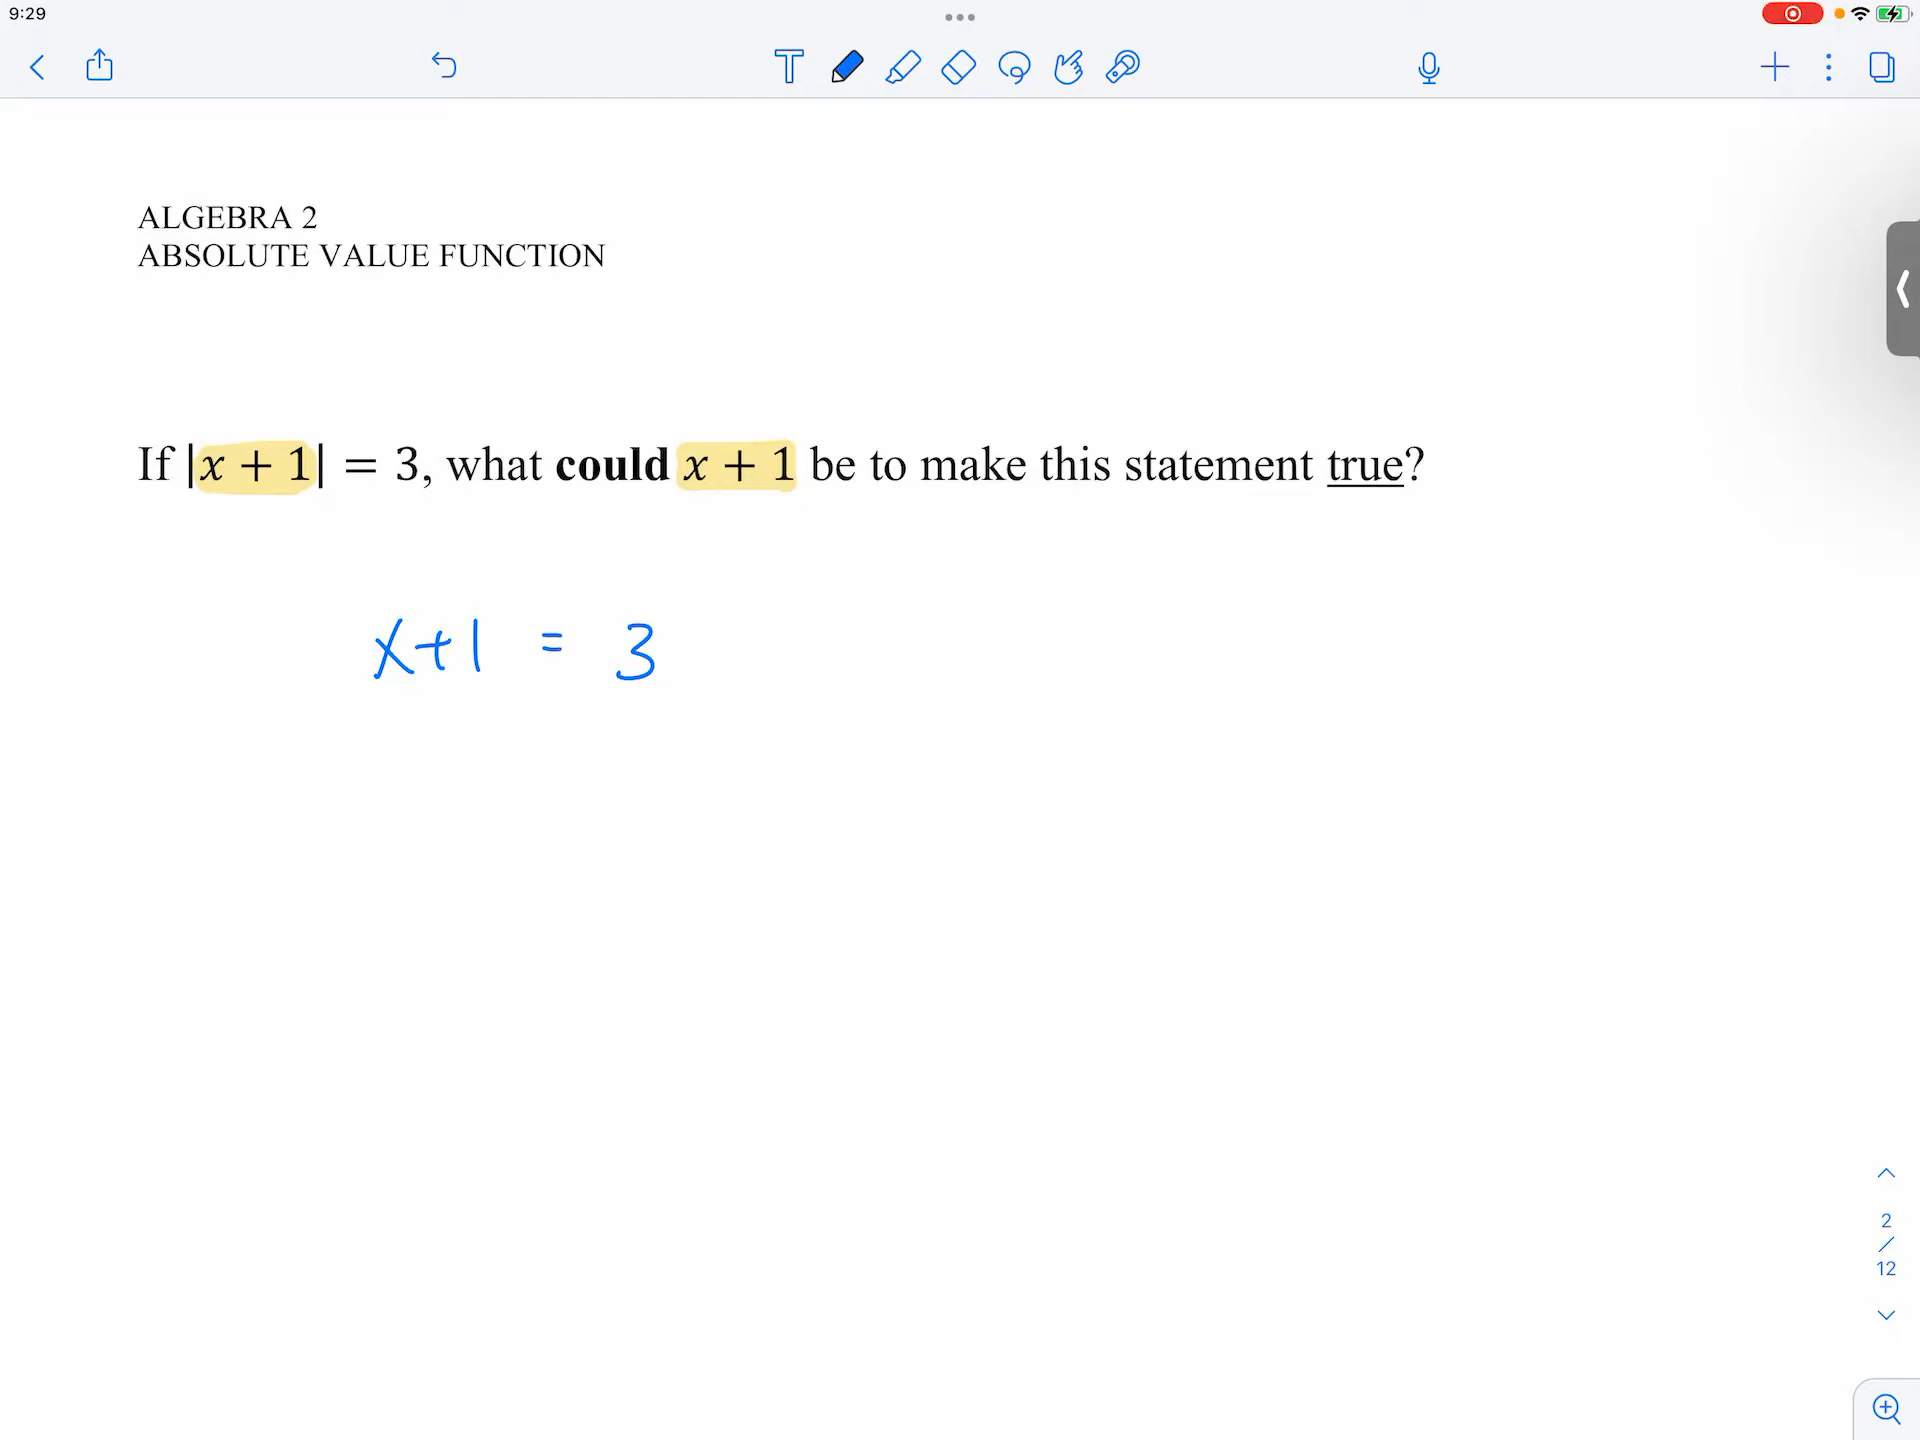 9:29
ALGEBRA 2
ABSOLUTE VALUE FUNCTION
If |x + 1| = 3, what could x + 1 be to make this statement true?
x+1 = 3
2
/
12